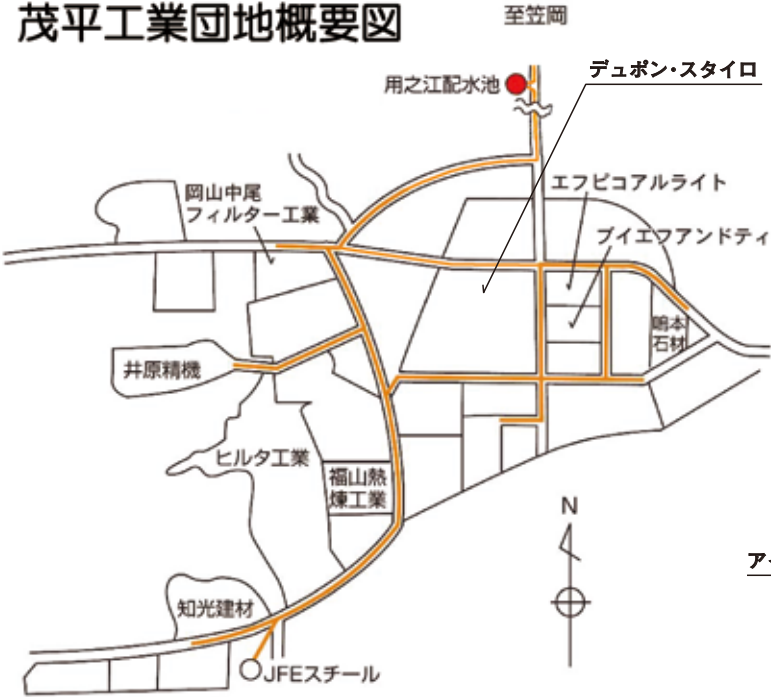 茂平工業団地概要図
至笠岡
デュポン・スタイロ
用之江配水池
岡山中尾
フィルター工業
エフピコアルライト
ブイエフアンドティ
鳴本
石材
井原精機
ヒルタ工業
福山熱
煉工業
N
知光建材
JFEスチール